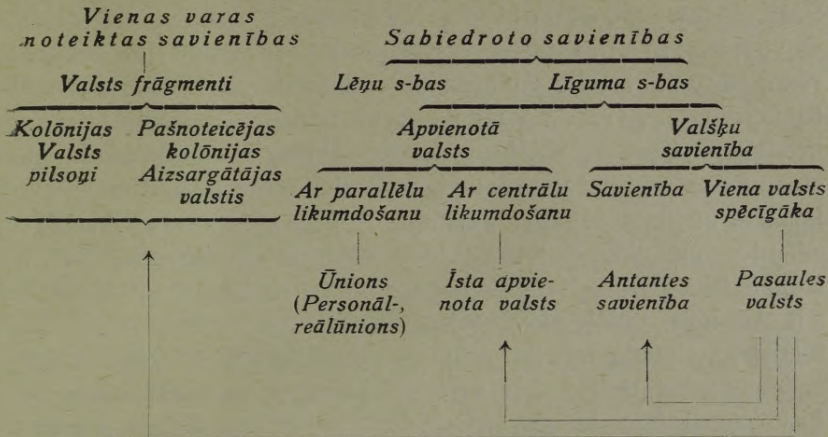 Vienas varas
noteiktas savienības
Sabiedroto savienības
Valsts frāgmenti
Lēņu s-bas
Līguma s-bas
Kolōnijas
Valsts
pilsoņi
Pašnoteicējas
kolōnijas
Aizsargātājas
valstis
Apvienotā
valsts
Valšķu
savienība
Ar parallēlu
likumdošanu
Ar centrālu
likumdošanu
Savienība
Viena valsts
spēcīgāka
Ūnions
(Personāl-,
reālūnions)
Īsta apvie-
nota valsts
Antantes
savienība
Pasaules
valsts